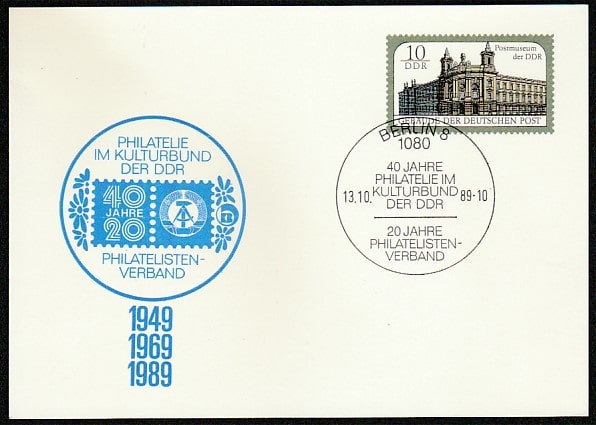 10
DDR
Postmuseum
der DDR
GEBÄUDE DER DEUTSCHEN POST
BERLIN 8
1080
40 JAHRE
PHILATELIE IM
KULTURBUND
DER DDR
13.10. 89-10
20 JAHRE
PHILATELISTEN-
VERBAND
PHILATELIE
IM KULTURBUND
DER DDR
40
JAHRE
20
PHILATELISTEN-
VERBAND
1949
1969
1989